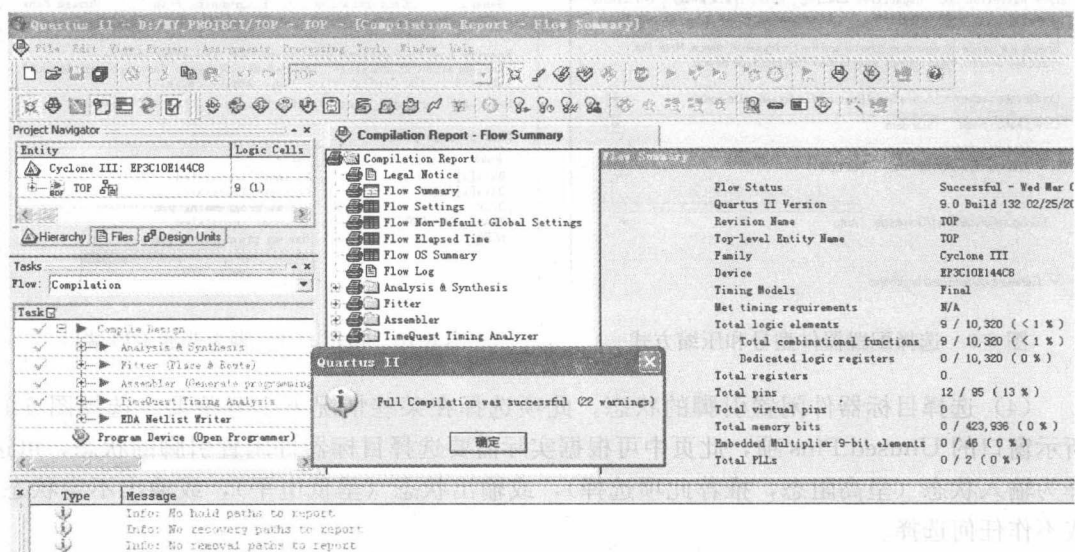 Quartus II - D:/MY_PROJECT/TOP - TOP - [Compilation Report - Flow Summary]
File Edit View Project Assignments Processing Tools Window Help
TOP
Project Navigator
Entity Logic Cells
Cyclone III: EP3C10E144C8
TOP 9 (1)
Hierarchy Files Design Units
Tasks
Flow: Compilation
Task
Compile Design
Analysis & Synthesis
Fitter (Place & Route)
Assembler (Generate programming
TimeQuest Timing Analysis
EDA Netlist Writer
Program Device (Open Programmer)
Compilation Report - Flow Summary
Compilation Report
Legal Notice
Flow Summary
Flow Settings
Flow Non-Default Global Settings
Flow Elapsed Time
Flow OS Summary
Flow Log
Analysis & Synthesis
Fitter
Assembler
TimeQuest Timing Analyzer
Flow Summary
Flow Status Successful - Wed Mar 0
Quartus II Version 9.0 Build 132 02/25/20
Revision Name TOP
Top-level Entity Name TOP
Family Cyclone III
Device EP3C10E144C8
Timing Models Final
Met timing requirements N/A
Total logic elements 9 / 10,320 ( < 1 % )
Total combinational functions 9 / 10,320 ( < 1 % )
Dedicated logic registers 0 / 10,320 ( 0 % )
Total registers 0
Total pins 12 / 95 ( 13 % )
Total virtual pins 0
Total memory bits 0 / 423,936 ( 0 % )
Embedded Multiplier 9-bit elements 0 / 46 ( 0 % )
Total PLLs 0 / 2 ( 0 % )
Quartus II
Full Compilation was successful (22 warnings)
确定
Type Message
Info: No hold paths to report
Info: No recovery paths to report
Info: No removal paths to report